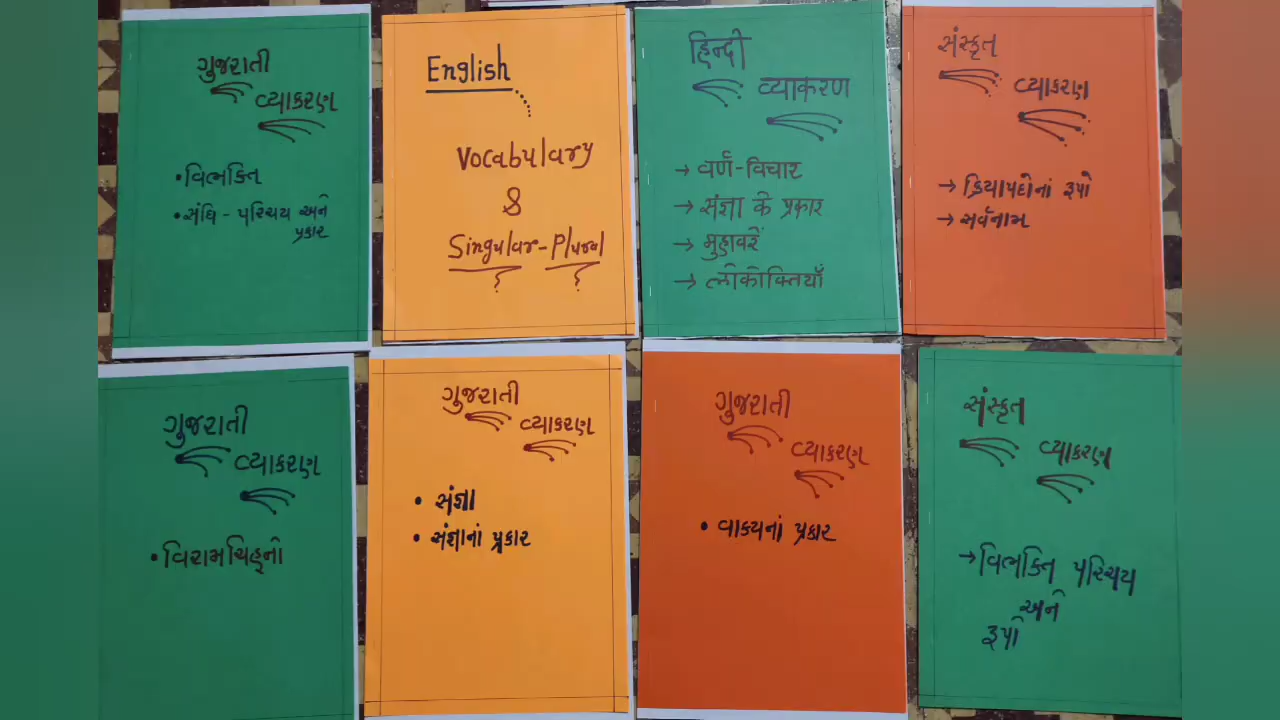 ગુજરાતી
વ્યાકરણ
• વિભક્તિ
• સંધિ - પરિચય અને
પ્રકાર
English
Vocabulary
&
Singular-Plural
हिन्दी
व्याकरण
→ वर्ण-विचार
→ संज्ञा के प्रकार
→ मुहावरें
→ लोकोक्तियाँ
સંસ્કૃત
વ્યાકરણ
→ ક્રિયાપદોનાં રૂપો
→ સર્વનામ
ગુજરાતી
વ્યાકરણ
• વિરામચિહ્નો
ગુજરાતી
વ્યાકરણ
• સંજ્ઞા
• સંજ્ઞાનાં પ્રકાર
ગુજરાતી
વ્યાકરણ
• વાક્યનાં પ્રકાર
સંસ્કૃત
વ્યાકરણ
→ વિભક્તિ પરિચય
અને
રૂપો